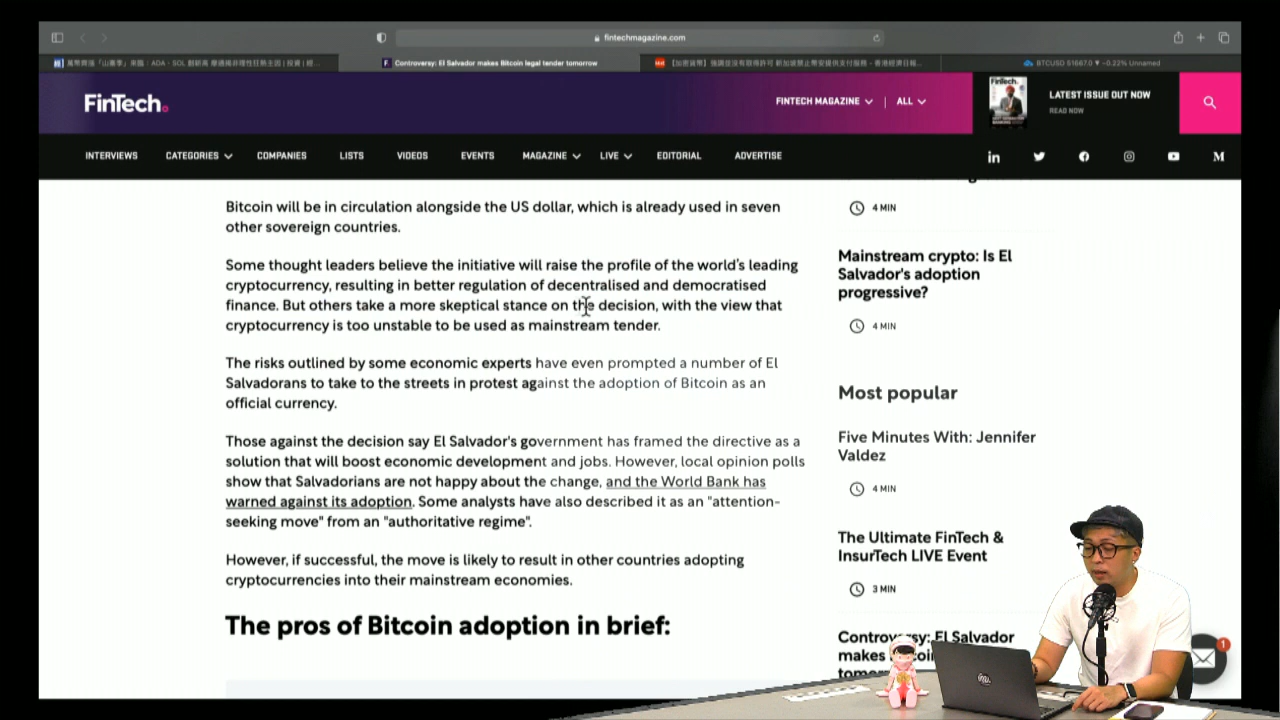 fintechmagazine.com
Controversy: El Salvador makes Bitcoin legal tender tomorrow
BTCUSD 51667.0 ▼ −0.22% Unnamed
FinTech.
FINTECH MAGAZINE
ALL
FinTech.
LATEST ISSUE OUT NOW
READ NOW
INTERVIEWS
CATEGORIES
COMPANIES
LISTS
VIDEOS
EVENTS
MAGAZINE
LIVE
EDITORIAL
ADVERTISE
Bitcoin will be in circulation alongside the US dollar, which is already used in seven
other sovereign countries.
Some thought leaders believe the initiative will raise the profile of the world's leading
cryptocurrency, resulting in better regulation of decentralised and democratised
finance. But others take a more skeptical stance on the decision, with the view that
cryptocurrency is too unstable to be used as mainstream tender.
The risks outlined by some economic experts have even prompted a number of El
Salvadorans to take to the streets in protest against the adoption of Bitcoin as an
official currency.
Those against the decision say El Salvador's government has framed the directive as a
solution that will boost economic development and jobs. However, local opinion polls
show that Salvadorians are not happy about the change, and the World Bank has
warned against its adoption. Some analysts have also described it as an "attention-
seeking move" from an "authoritative regime".
However, if successful, the move is likely to result in other countries adopting
cryptocurrencies into their mainstream economies.
The pros of Bitcoin adoption in brief:
4 MIN
Mainstream crypto: Is El
Salvador's adoption
progressive?
4 MIN
Most popular
Five Minutes With: Jennifer
Valdez
4 MIN
The Ultimate FinTech &
InsurTech LIVE Event
3 MIN
Controversy: El Salvador
makes
1